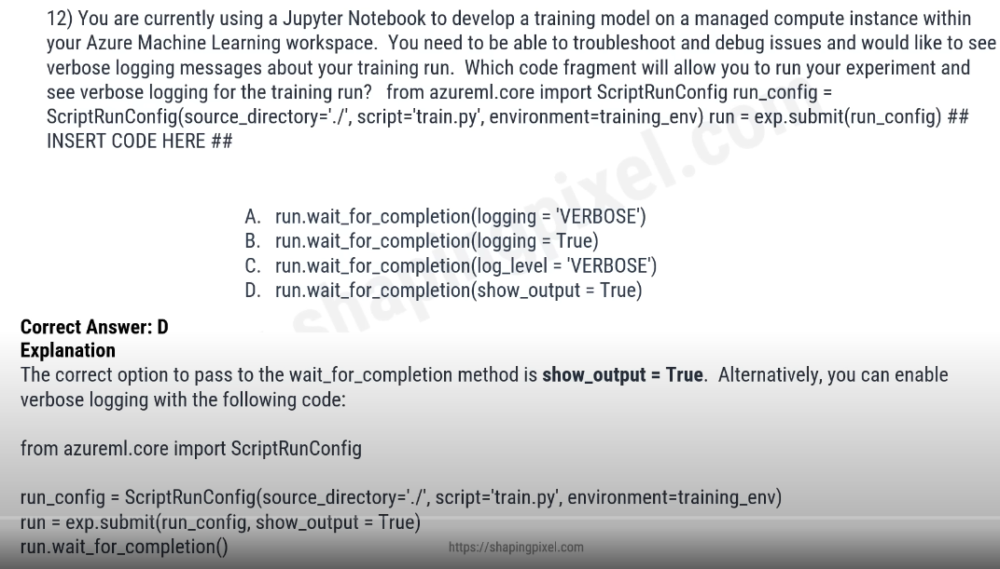 12) You are currently using a Jupyter Notebook to develop a training model on a managed compute instance within
your Azure Machine Learning workspace.  You need to be able to troubleshoot and debug issues and would like to see
verbose logging messages about your training run.  Which code fragment will allow you to run your experiment and
see verbose logging for the training run?   from azureml.core import ScriptRunConfig run_config =
ScriptRunConfig(source_directory='./', script='train.py', environment=training_env) run = exp.submit(run_config) ##
INSERT CODE HERE ##
A. run.wait_for_completion(logging = 'VERBOSE')
B. run.wait_for_completion(logging = True)
C. run.wait_for_completion(log_level = 'VERBOSE')
D. run.wait_for_completion(show_output = True)
shapingpixel.com
Correct Answer: D
Explanation
The correct option to pass to the wait_for_completion method is show_output = True.  Alternatively, you can enable
verbose logging with the following code:
from azureml.core import ScriptRunConfig
run_config = ScriptRunConfig(source_directory='./', script='train.py', environment=training_env)
run = exp.submit(run_config, show_output = True)
run.wait_for_completion()
https://shapingpixel.com